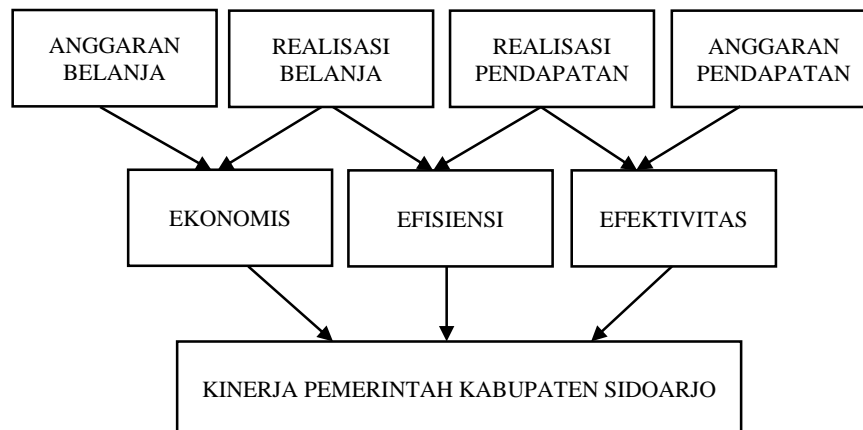 ANGGARAN
BELANJA
REALISASI
BELANJA
REALISASI
PENDAPATAN
ANGGARAN
PENDAPATAN
EKONOMIS
EFISIENSI
EFEKTIVITAS
KINERJA PEMERINTAH KABUPATEN SIDOARJO